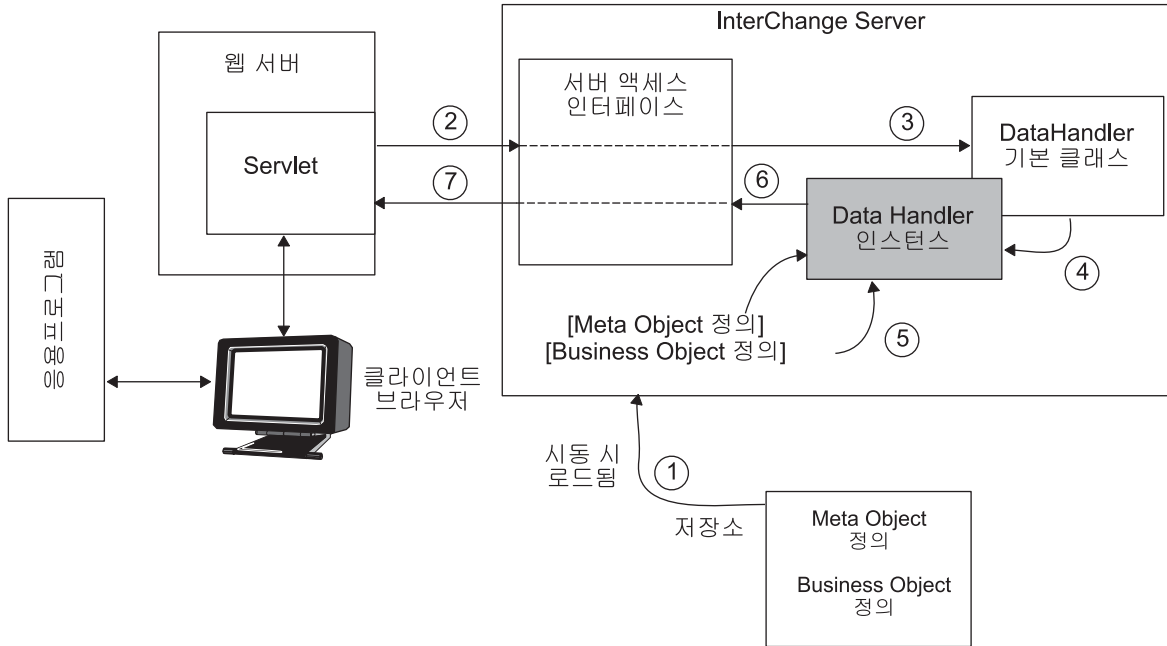 InterChange Server
웹 서버
서버 액세스
인터페이스
②
③
DataHandler
기본 클래스
Servlet
⑦
⑥
Data Handler
인스턴스
④
응용프로그램
[Meta Object 정의]
[Business Object 정의]
⑤
클라이언트
브라우저
시동 시
로드됨
①
저장소
Meta Object
정의
Business Object
정의